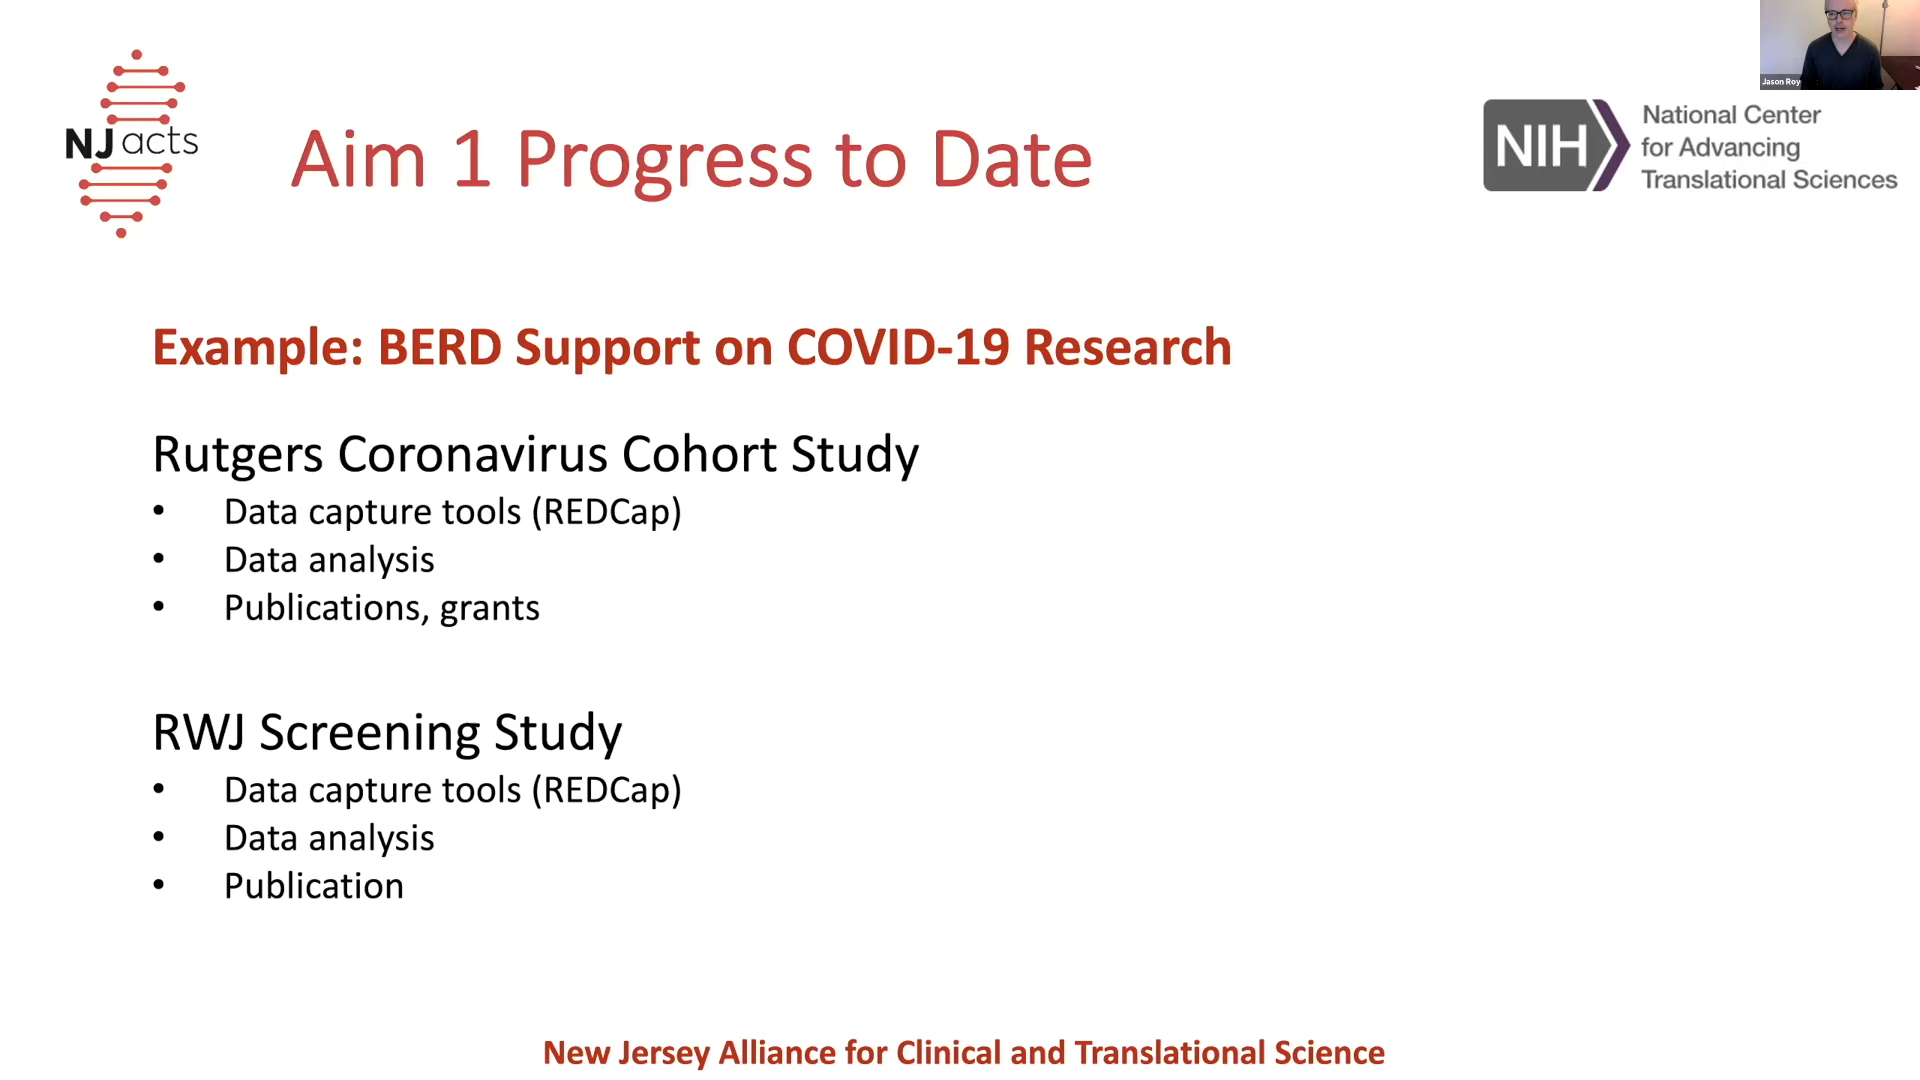 Jason Roy
NJ acts
Aim 1 Progress to Date
NIH
National Center
for Advancing
Translational Sciences
Example: BERD Support on COVID-19 Research
Rutgers Coronavirus Cohort Study
• Data capture tools (REDCap)
• Data analysis
• Publications, grants
RWJ Screening Study
• Data capture tools (REDCap)
• Data analysis
• Publication
New Jersey Alliance for Clinical and Translational Science